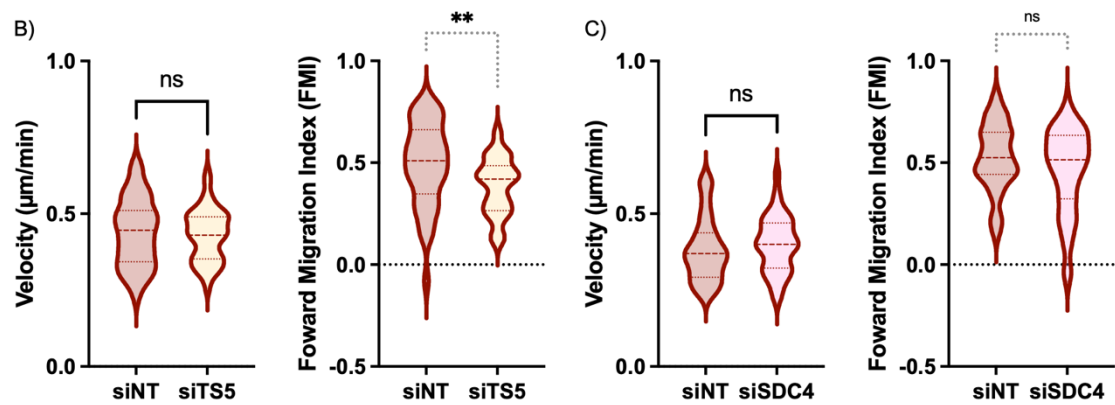 B)
Velocity (µm/min)
1.0
0.5
0.0
ns
siNT
siTS5
Foward Migration Index (FMI)
1.0
0.5
0.0
-0.5
**
siNT
siTS5
C)
Velocity (µm/min)
1.0
0.5
0.0
ns
siNT
siSDC4
Foward Migration Index (FMI)
1.0
0.5
0.0
-0.5
ns
siNT
siSDC4